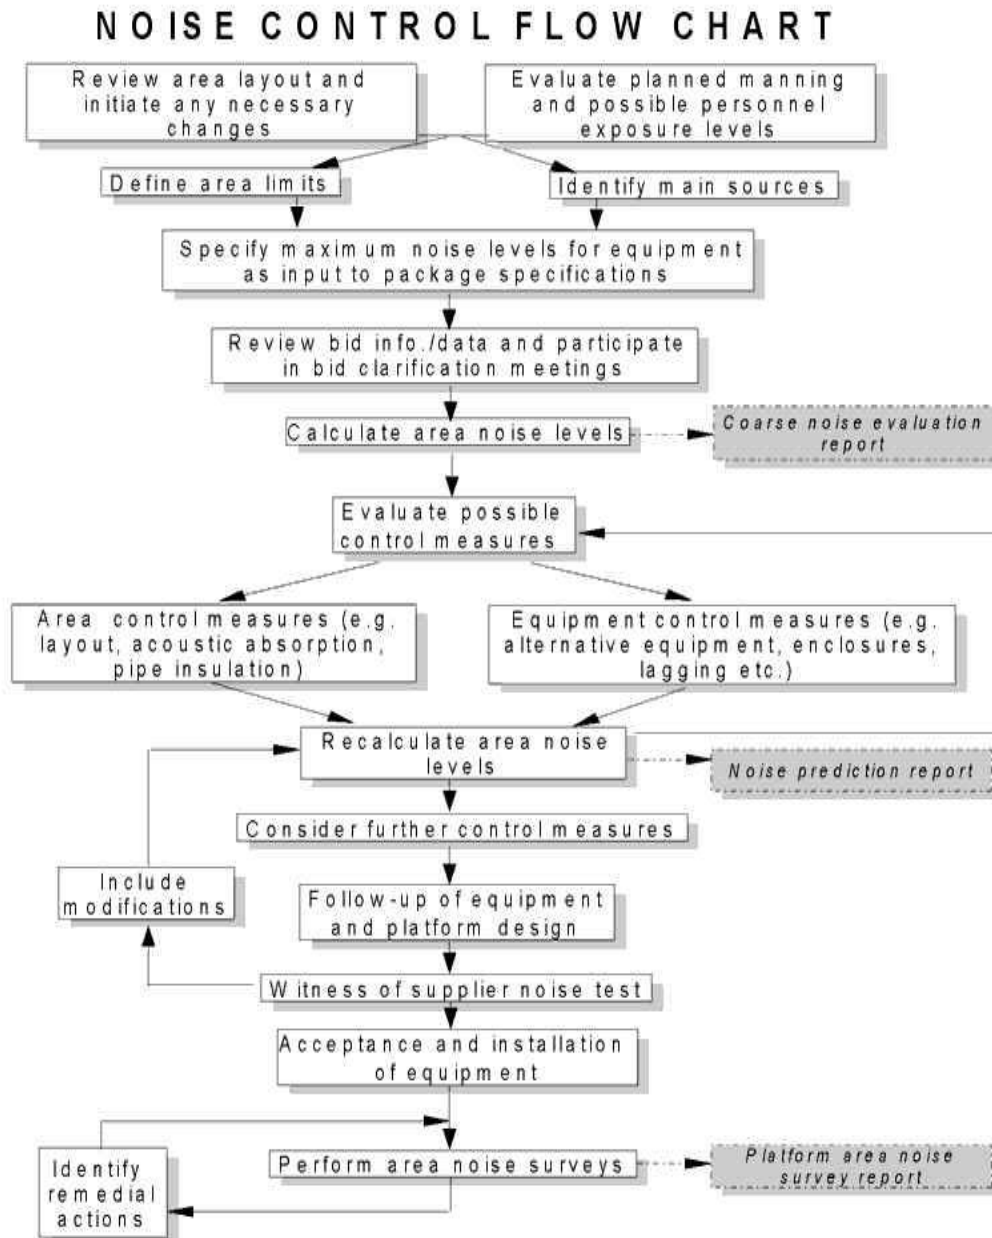 NOISE CONTROL FLOW CHART
Review area layout and
initiate any necessary
changes
Evaluate planned manning
and possible personnel
exposure levels
Define area limits
Identify main sources
Specify maximum noise levels for equipment
as input to package specifications
Review bid info./data and participate
in bid clarification meetings
Calculate area noise levels
Coarse noise evaluation
report
Evaluate possible
control measures
Area control measures (e.g.
layout, acoustic absorption,
pipe insulation)
Equipment control measures (e.g.
alternative equipment, enclosures,
lagging etc.)
Recalculate area noise
levels
Noise prediction report
Consider further control measures
Include
modifications
Follow-up of equipment
and platform design
Witness of supplier noise test
Acceptance and installation
of equipment
Identify
remedial
actions
Perform area noise surveys
Platform area noise
survey report